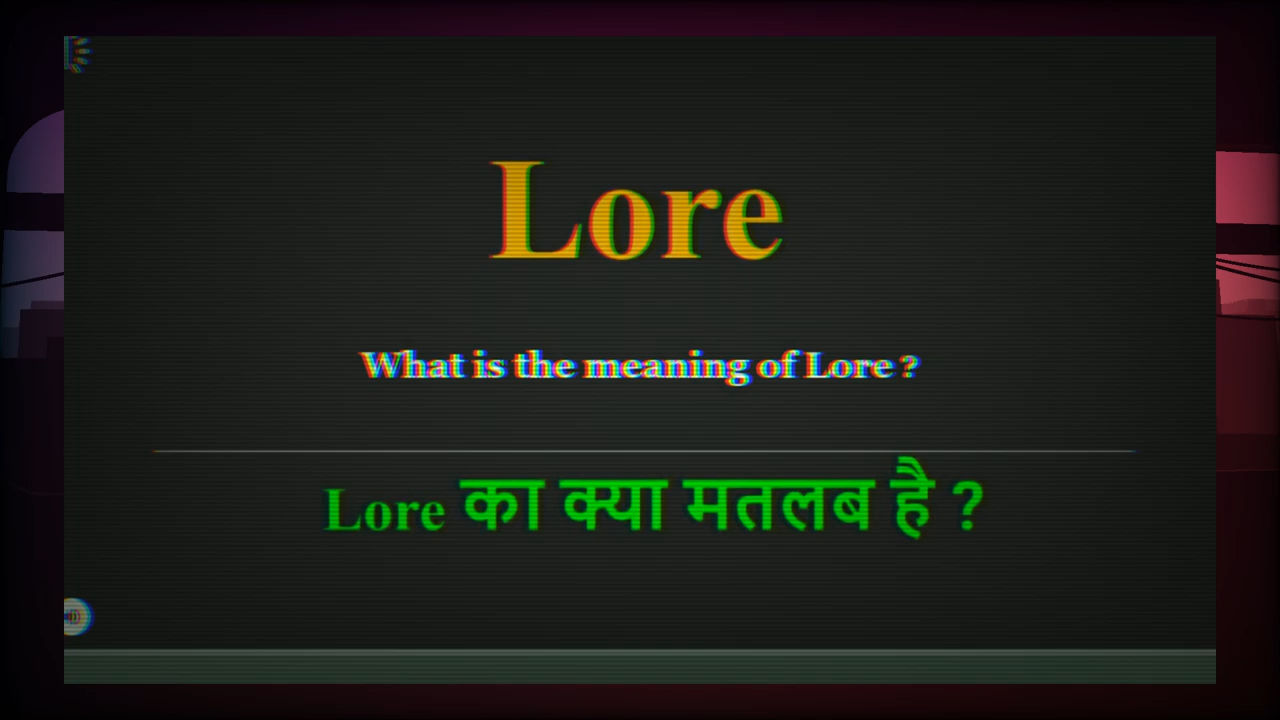 Lore
What is the meaning of Lore ?
Lore का क्या मतलब है ?